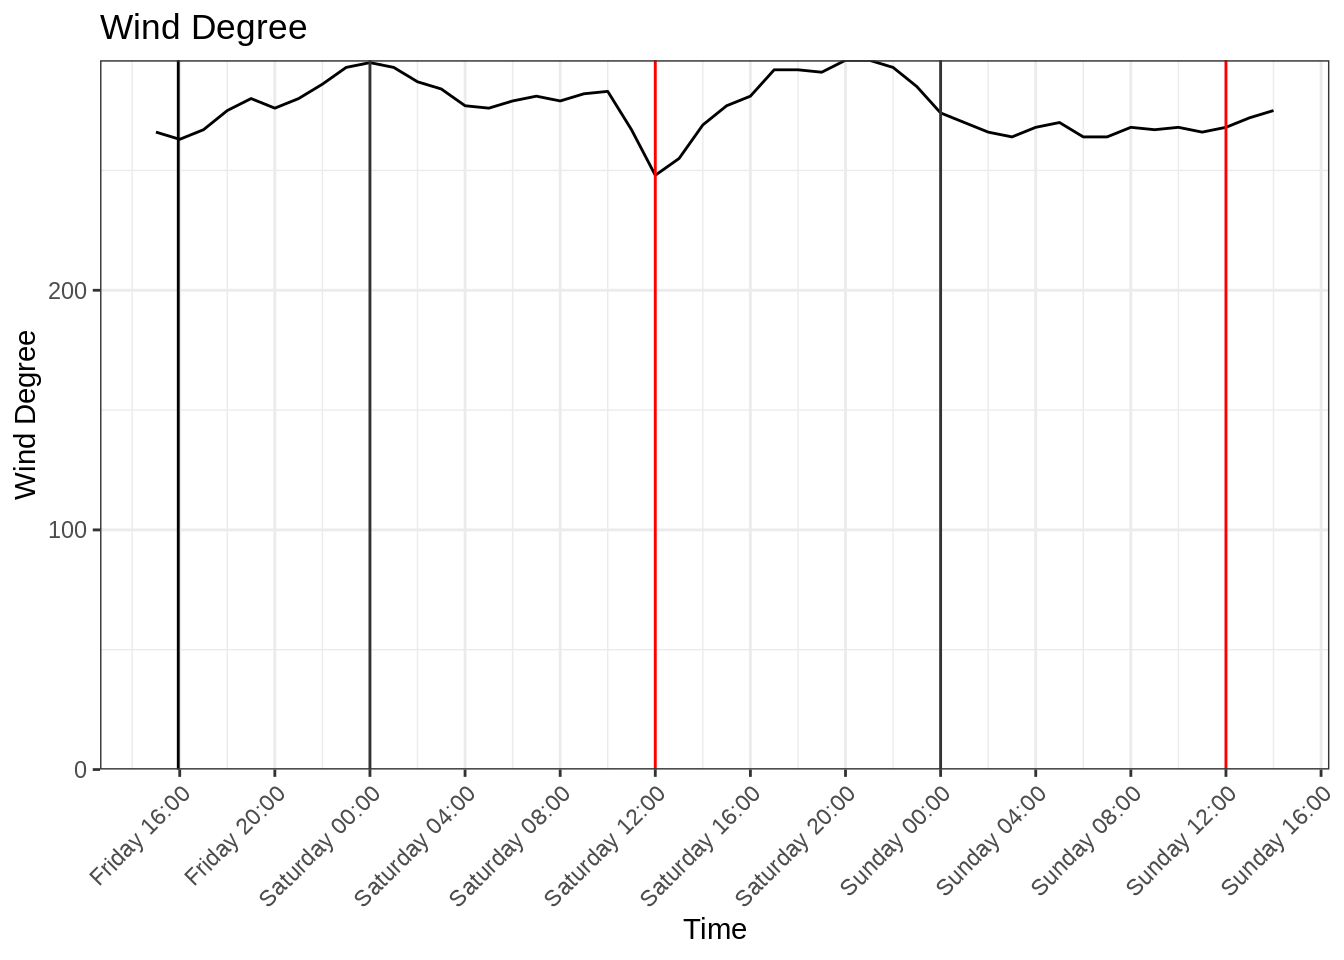 Wind Degree
Wind Degree
200
100
0
Friday 16:00
Friday 20:00
Saturday 00:00
Saturday 04:00
Saturday 08:00
Saturday 12:00
Saturday 16:00
Saturday 20:00
Sunday 00:00
Sunday 04:00
Sunday 08:00
Sunday 12:00
Sunday 16:00
Time